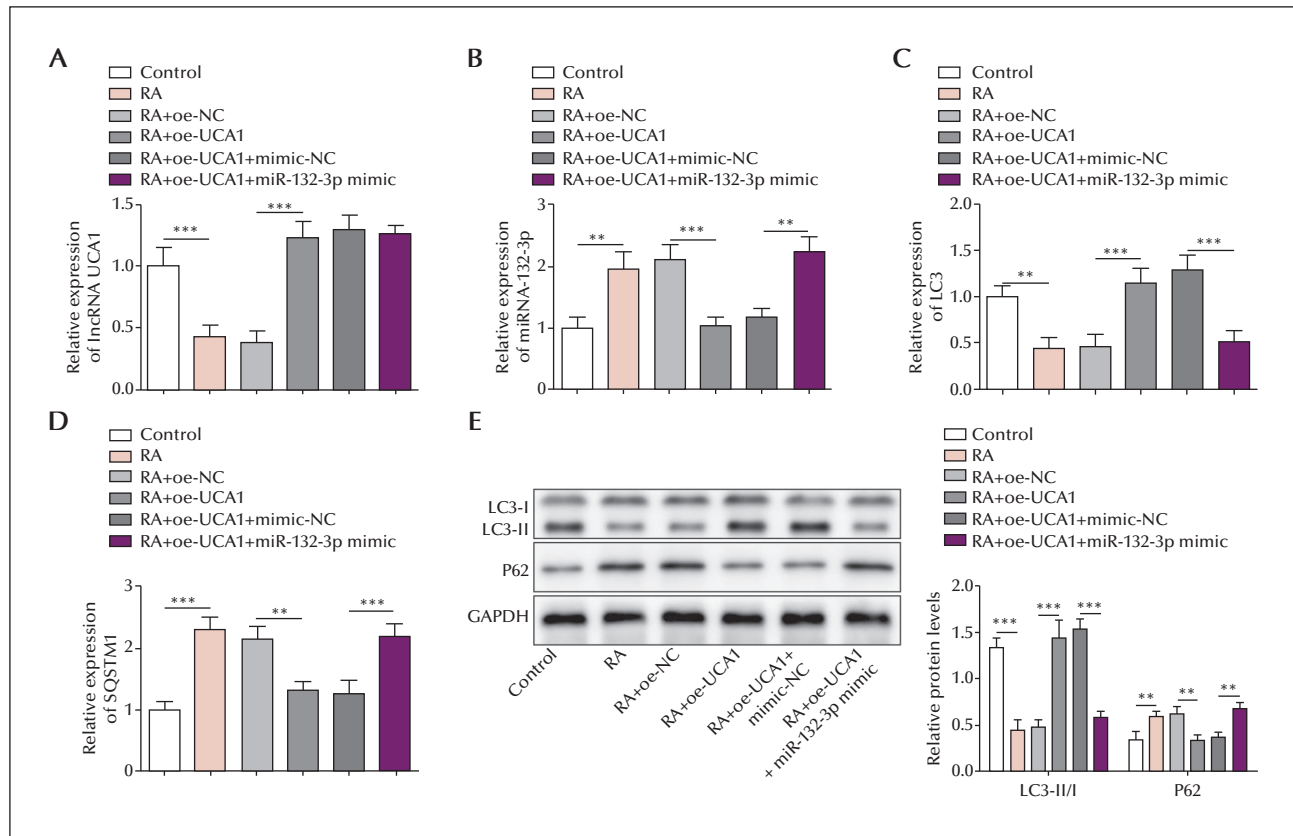 A
Control
RA
RA+oe-NC
RA+oe-UCA1
RA+oe-UCA1+mimic-NC
RA+oe-UCA1+miR-132-3p mimic
Relative expression
of lncRNA UCA1
1.5
1.0
0.5
0.0
***
***
B
Control
RA
RA+oe-NC
RA+oe-UCA1
RA+oe-UCA1+mimic-NC
RA+oe-UCA1+miR-132-3p mimic
Relative expression
of miRNA-132-3p
3
2
1
0
**
***
**
C
Control
RA
RA+oe-NC
RA+oe-UCA1
RA+oe-UCA1+mimic-NC
RA+oe-UCA1+miR-132-3p mimic
Relative expression
of LC3
2.0
1.5
1.0
0.5
0.0
**
***
***
D
Control
RA
RA+oe-NC
RA+oe-UCA1
RA+oe-UCA1+mimic-NC
RA+oe-UCA1+miR-132-3p mimic
Relative expression
of SQSTM1
3
2
1
0
***
**
***
E
LC3-I
LC3-II
P62
GAPDH
Control
RA
RA+oe-NC
RA+oe-UCA1
RA+oe-UCA1+
mimic-NC
RA+oe-UCA1
+ miR-132-3p mimic
Control
RA
RA+oe-NC
RA+oe-UCA1
RA+oe-UCA1+mimic-NC
RA+oe-UCA1+miR-132-3p mimic
Relative protein levels
2.0
1.5
1.0
0.5
0.0
***
***
***
**
**
**
LC3-II/I
P62